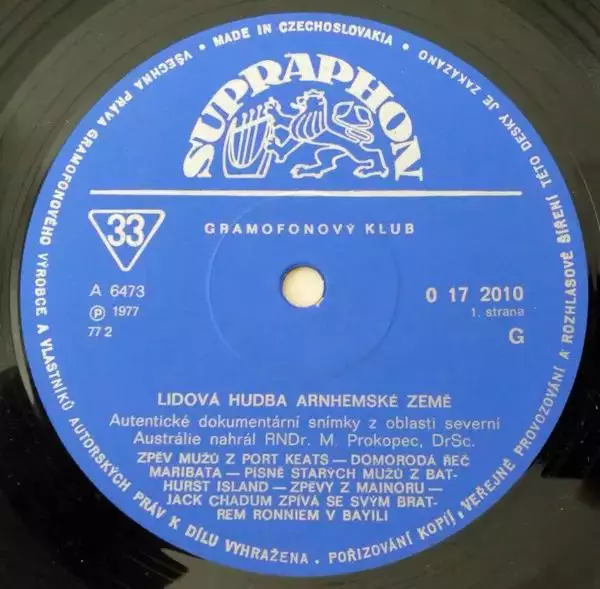 MADE IN CZECHOSLOVAKIA • VŠECHNA PRÁVA GRAMOFONOVÉHO VÝROBCE A VLASTNÍKŮ AUTORSKÝCH PRÁV K DÍLU VYHRAŽENA. POŘIZOVÁNÍ KOPIÍ, VEŘEJNÉ PROVOZOVÁNÍ A ROZHLASOVÉ ŠÍŘENÍ TÉTO DESKY JE ZAKÁZÁNO •
SUPRAPHON
33
GRAMOFONOVÝ KLUB
A 6473
Ⓟ 1977
77 2
0 17 2010
1. strana
G
LIDOVÁ HUDBA ARNHEMSKÉ ZEMĚ
Autentické dokumentární snímky z oblasti severní
Austrálie nahrál RNDr. M. Prokopec, DrSc.
ZPĚV MUŽŮ Z PORT KEATS — DOMORODÁ ŘEČ
MARIBATA — PÍSNĚ STARÝCH MUŽŮ Z BAT-
HURST ISLAND — ZPĚVY Z MAINORU —
JACK CHADUM ZPÍVÁ SE SVÝM BRAT-
REM RONNIEM V BAYILI